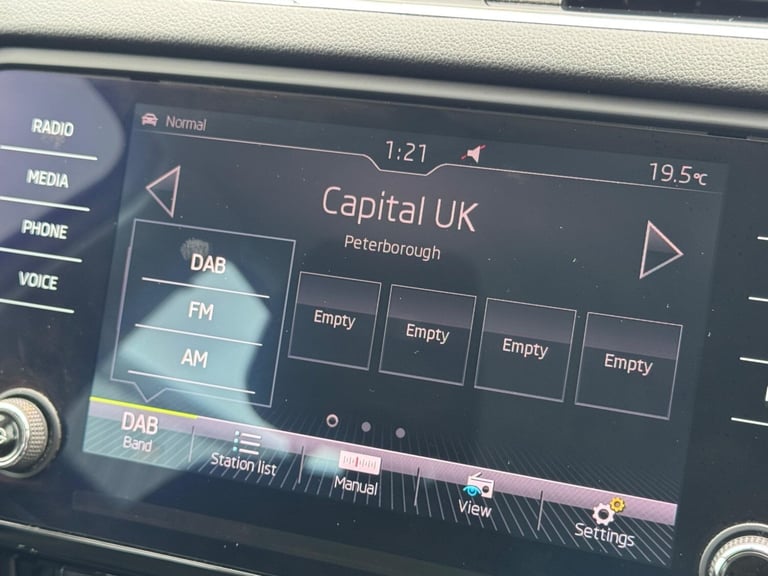 RADIO
MEDIA
PHONE
VOICE
Normal
1:21
19.5°C
Capital UK
Peterborough
DAB
FM
AM
Empty
Empty
Empty
Empty
DAB
Band
Station list
Manual
View
Settings